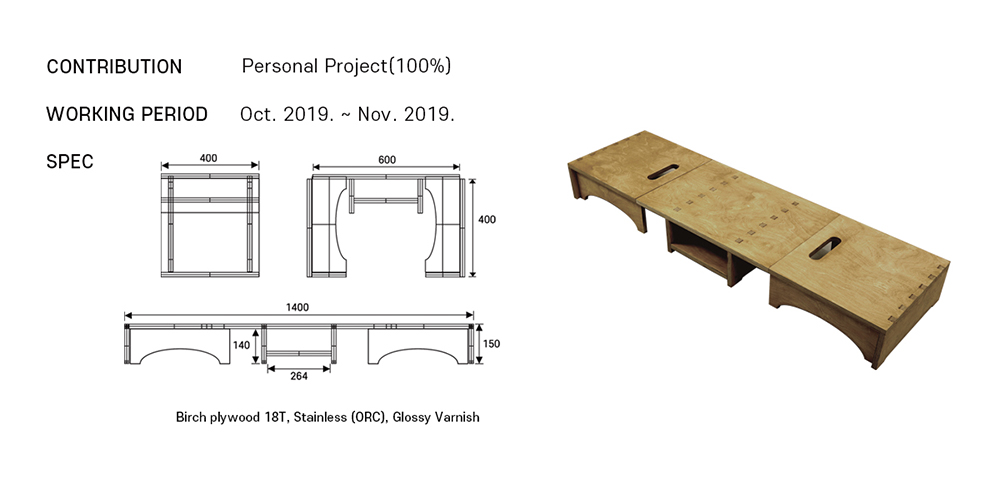 CONTRIBUTION Personal Project(100%)
WORKING PERIOD Oct. 2019. ~ Nov. 2019.
SPEC
400 600
400
1400
140 150
264
Birch plywood 18T, Stainless (ORC), Glossy Varnish